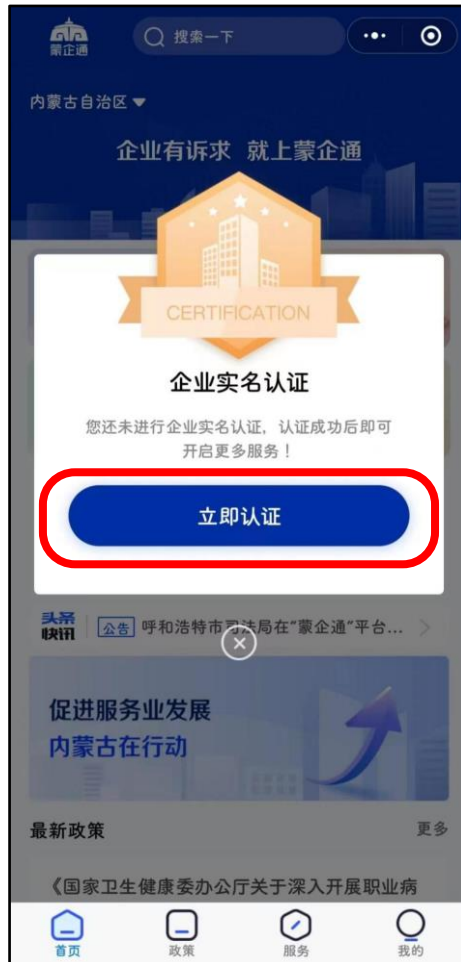 蒙企通
搜索一下
内蒙古自治区
企业有诉求 就上蒙企通
CERTIFICATION
企业实名认证
您还未进行企业实名认证，认证成功后即可
开启更多服务！
立即认证
头条
快讯
公告 呼和浩特市司法局在“蒙企通”平台...
促进服务业发展
内蒙古在行动
最新政策 更多
《国家卫生健康委办公厅关于深入开展职业病
首页 政策 服务 我的